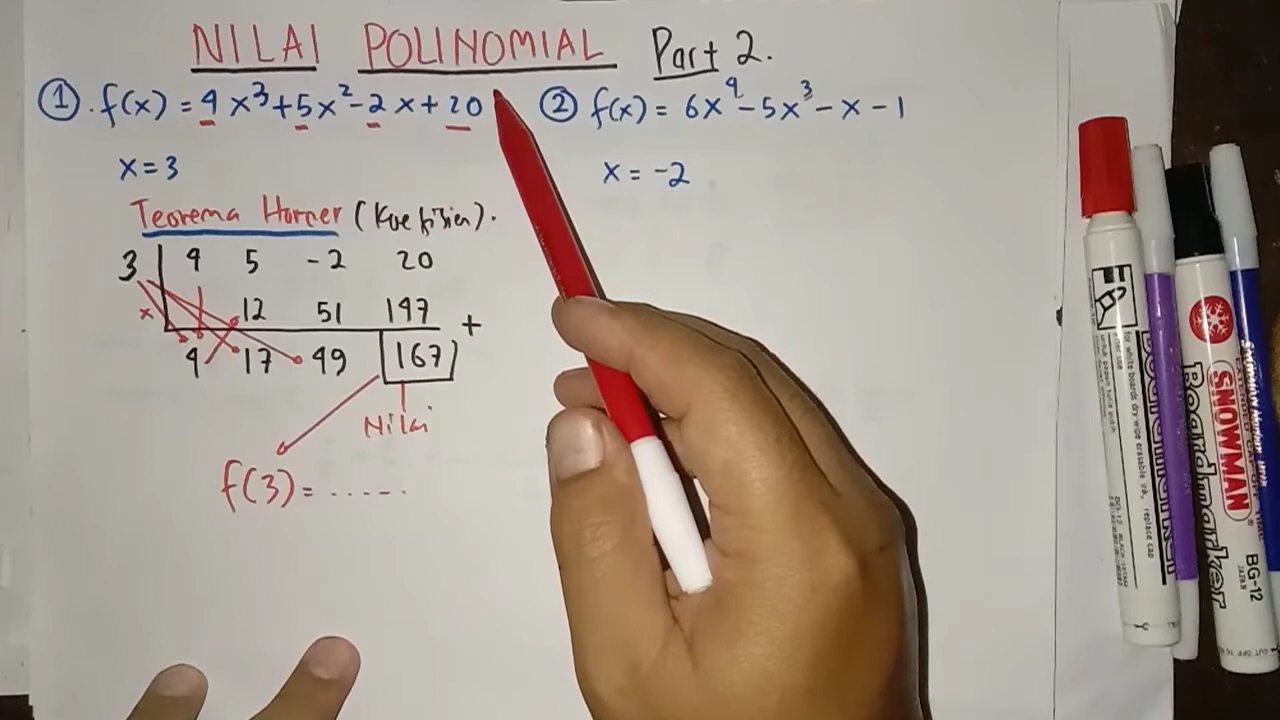 NILAI POLINOMIAL Part 2.
① . f(x) = 4x³ + 5x² - 2x + 20
x = 3
Teorema Horner (Koefisien).
3 | 4 5 -2 20
x 12 51 147 +
4 17 49 167
Nilai
f(3) = ......
② f(x) = 6x⁴ - 5x³ - x - 1
x = -2
SNOWMAN
Boardmarker
BG-12